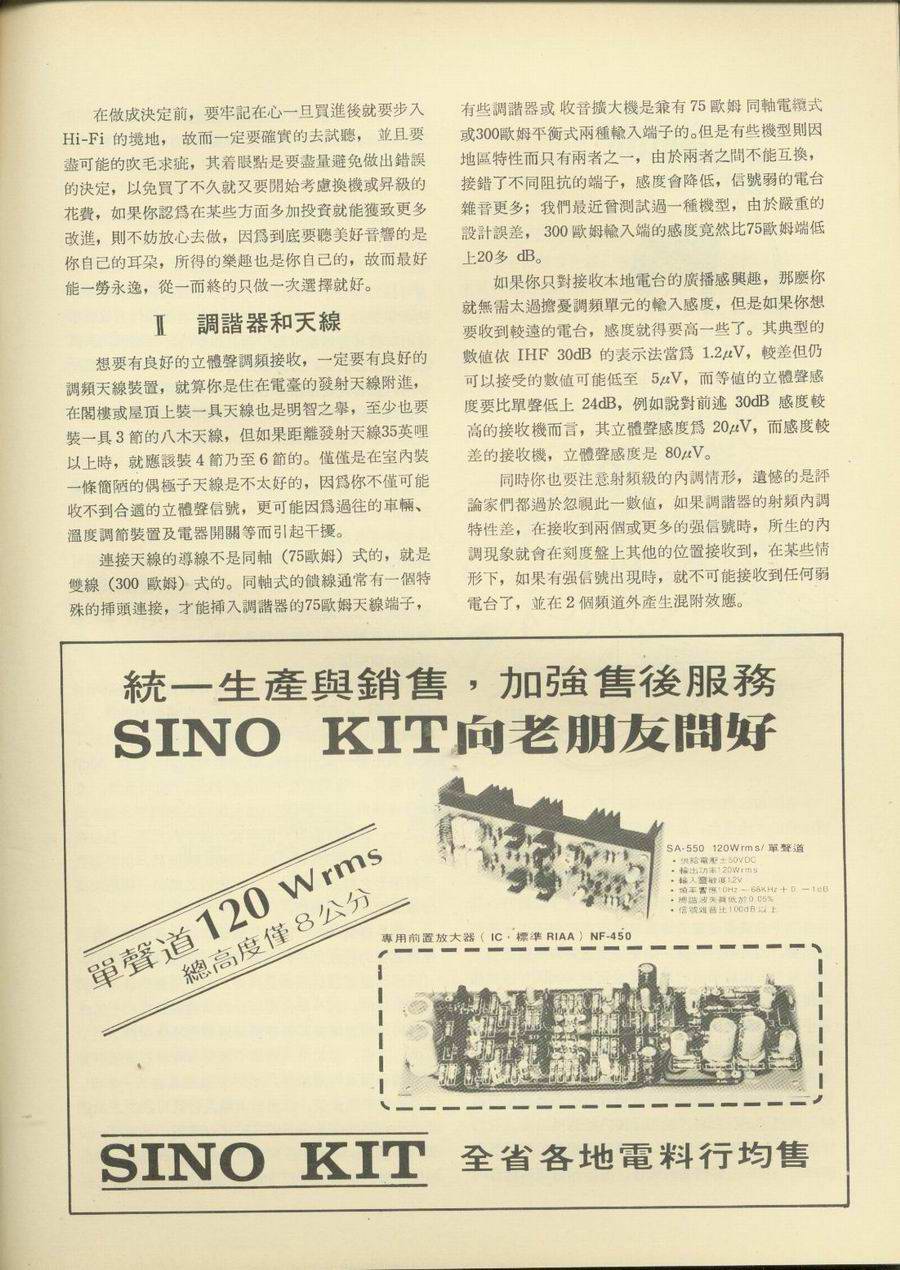 在做成決定前，要牢記在心一旦買進後就要步入
Hi-Fi 的境地，故而一定要確實的去試聽，並且要
盡可能的吹毛求疵，其着眼點是要盡量避免做出錯誤
的決定，以免買了不久就又要開始考慮換機或昇級的
花費，如果你認爲在某些方面多加投資就能獲致更多
改進，則不妨放心去做，因爲到底要聽美好音響的是
你自己的耳朶，所得的樂趣也是你自己的，故而最好
能一勞永逸，從一而終的只做一次選擇就好。
Ⅱ 調諧器和天線
想要有良好的立體聲調頻接收，一定要有良好的
調頻天線裝置，就算你是住在電臺的發射天線附進，
在閣樓或屋頂上裝一具天線也是明智之擧，至少也要
裝一具3節的八木天線，但如果距離發射天線35英哩
以上時，就應該裝4節乃至6節的。僅僅是在室內裝
一條簡陋的偶極子天線是不太好的，因爲你不僅可能
收不到合適的立體聲信號，更可能因爲過往的車輛、
溫度調節裝置及電器開關等而引起干擾。
連接天線的導線不是同軸（75歐姆）式的，就是
雙線（300 歐姆）式的。同軸式的饋線通常有一個特
殊的挿頭連接，才能挿入調諧器的75歐姆天線端子，
有些調諧器或收音擴大機是兼有75歐姆同軸電纜式
或300歐姆平衡式兩種輸入端子的。但是有些機型則因
地區特性而只有兩者之一，由於兩者之間不能互換，
接錯了不同阻抗的端子，感度會降低，信號弱的電台
雜音更多；我們最近曾測試過一種機型，由於嚴重的
設計誤差，300歐姆輸入端的感度竟然比75歐姆端低
上20多 dB。
如果你只對接收本地電台的廣播感興趣，那麽你
就無需太過擔憂調頻單元的輸入感度，但是如果你想
要收到較遠的電台，感度就得要高一些了。其典型的
數値依 IHF 30dB 的表示法當爲 1.2μV，較差但仍
可以接受的數値可能低至 5μV，而等値的立體聲感
度要比單聲低上 24dB，例如說對前述 30dB 感度較
高的接收機而言，其立體聲感度爲 20μV，而感度較
差的接收機，立體聲感度是 80μV。
同時你也要注意射頻級的內調情形，遺憾的是評
論家們都過於忽視此一數値，如果調諧器的射頻內調
特性差，在接收到兩個或更多的强信號時，所生的內
調現象就會在刻度盤上其他的位置接收到，在某些情
形下，如果有强信號出現時，就不可能接收到任何弱
電台了，並在2個頻道外產生混附效應。
統一生產與銷售，加強售後服務
SINO KIT向老朋友問好
單聲道120 Wrms
總高度僅8公分
SA-550 120Wrms/單聲道
• 供給電壓±50VDC
• 輸出功率120Wrms
• 輸入靈敏度1.2V
• 頻率響應10Hz～68KHz＋0 －1dB
• 總諧波失眞低於0.05%
• 信號雜音比100dB以上
專用前置放大器（IC·標準RIAA）NF-450
SINO KIT 全省各地電料行均售